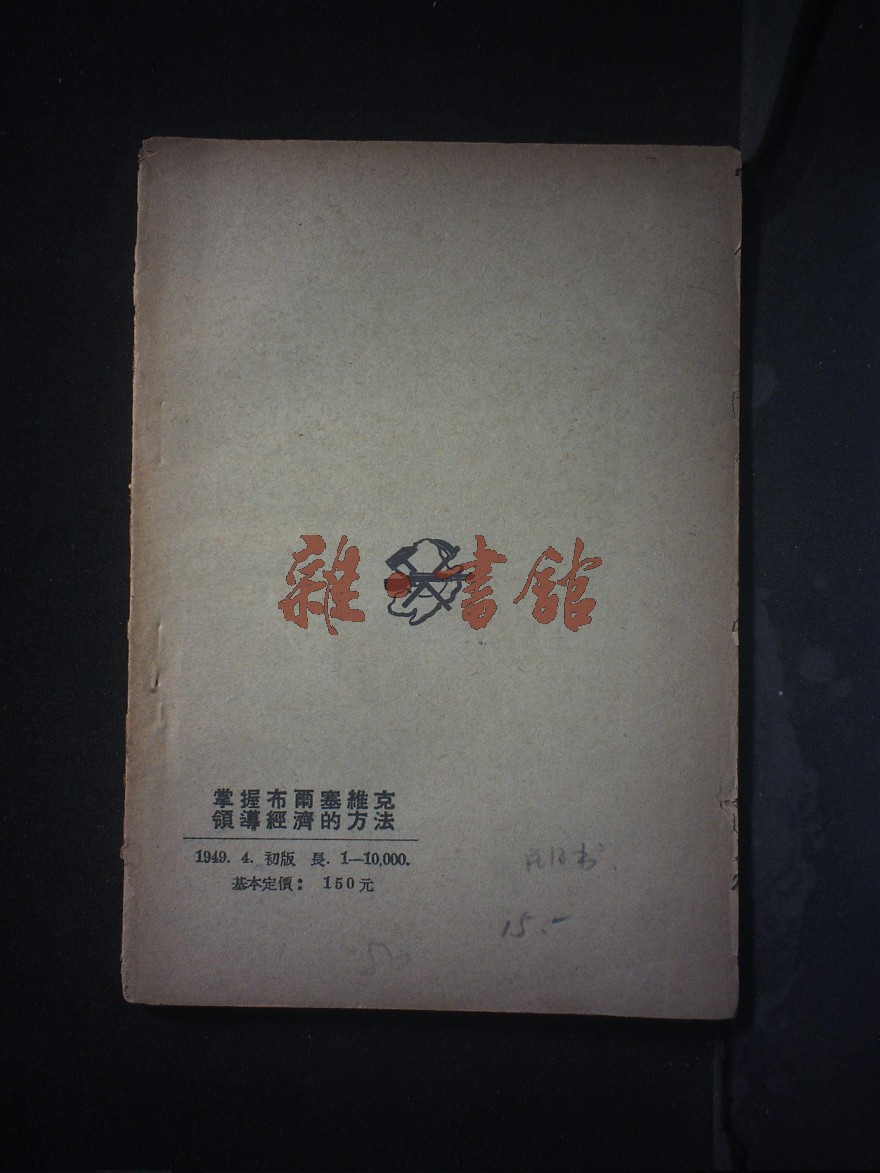 雜書館
掌握布爾塞維克
領導經濟的方法
1949. 4. 初版 長. 1—10,000.
基本定價: 150元
15.-